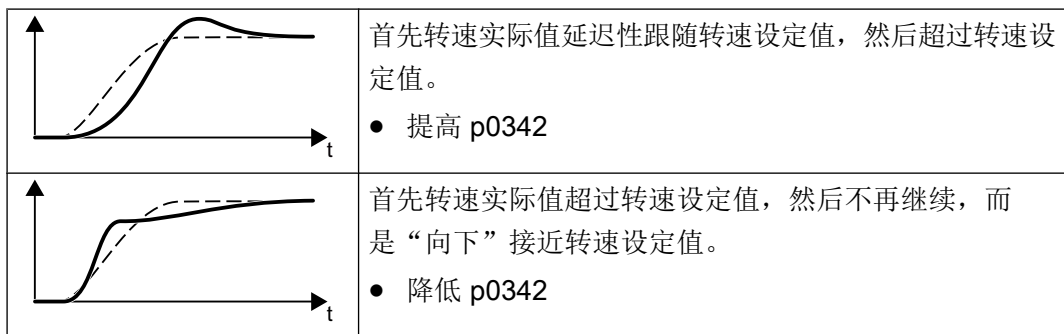 首先转速实际值延迟性跟随转速设定值，然后超过转速设
定值。
● 提高 p0342
t
首先转速实际值超过转速设定值，然后不再继续，而
是“向下”接近转速设定值。
● 降低 p0342
t